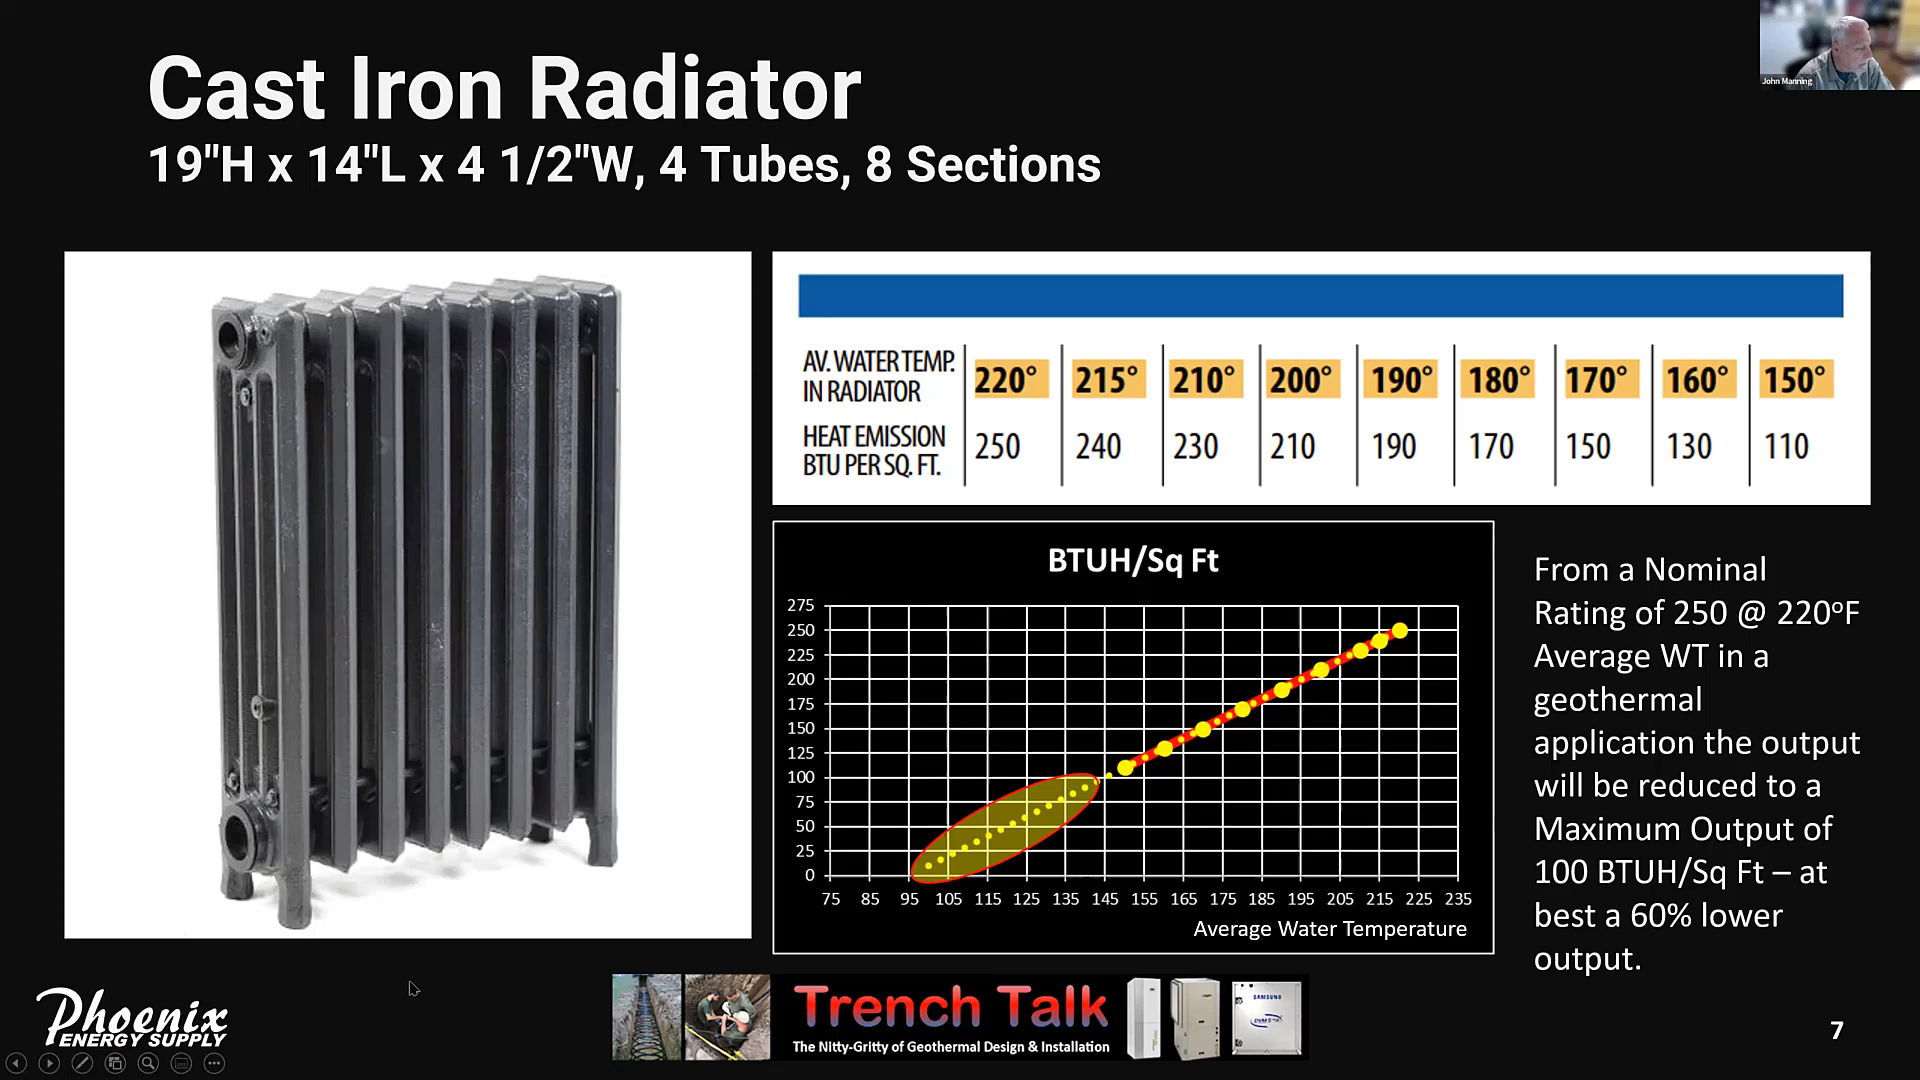 Cast Iron Radiator
19"H x 14"L x 4 1/2"W, 4 Tubes, 8 Sections
John Manning
AV. WATER TEMP. IN RADIATOR 220° 215° 210° 200° 190° 180° 170° 160° 150°
HEAT EMISSION BTU PER SQ. FT. 250 240 230 210 190 170 150 130 110
BTUH/Sq Ft
275
250
225
200
175
150
125
100
75
50
25
0
75 85 95 105 115 125 135 145 155 165 175 185 195 205 215 225 235
Average Water Temperature
From a Nominal
Rating of 250 @ 220ºF
Average WT in a
geothermal
application the output
will be reduced to a
Maximum Output of
100 BTUH/Sq Ft – at
best a 60% lower
output.
Phoenix
ENERGY SUPPLY
Trench Talk
The Nitty-Gritty of Geothermal Design & Installation
SAMSUNG
7